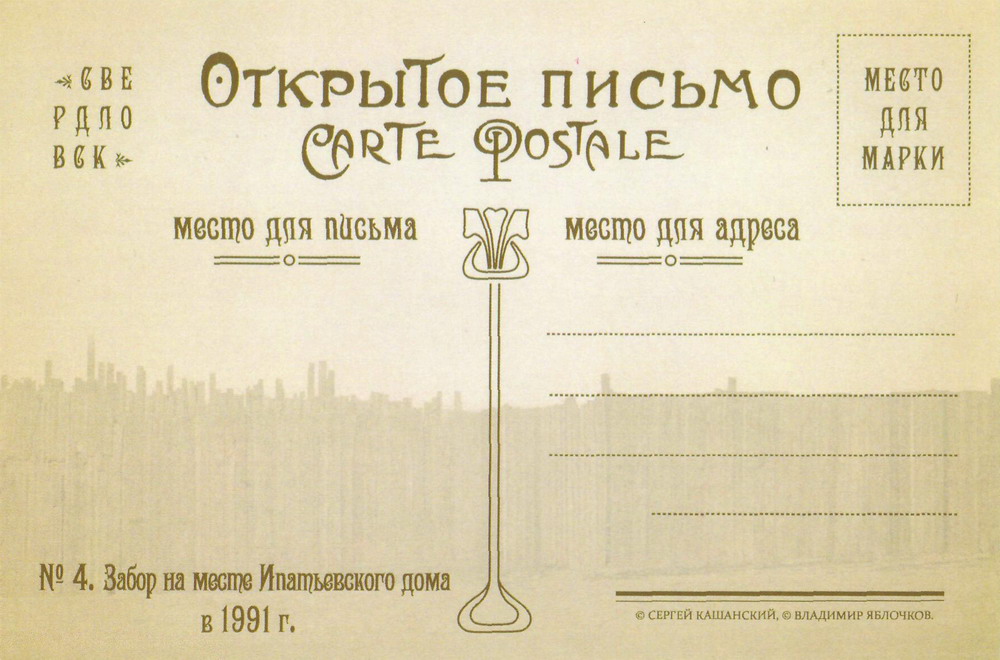 СВЕ
РДЛО
ВСК
Открытое письмо
Carte Postale
МЕСТО
ДЛЯ
МАРКИ
место для письма
место для адреса
№ 4. Забор на месте Ипатьевского дома
в 1991 г.
© СЕРГЕЙ КАШАНСКИЙ, © ВЛАДИМИР ЯБЛОЧКОВ.